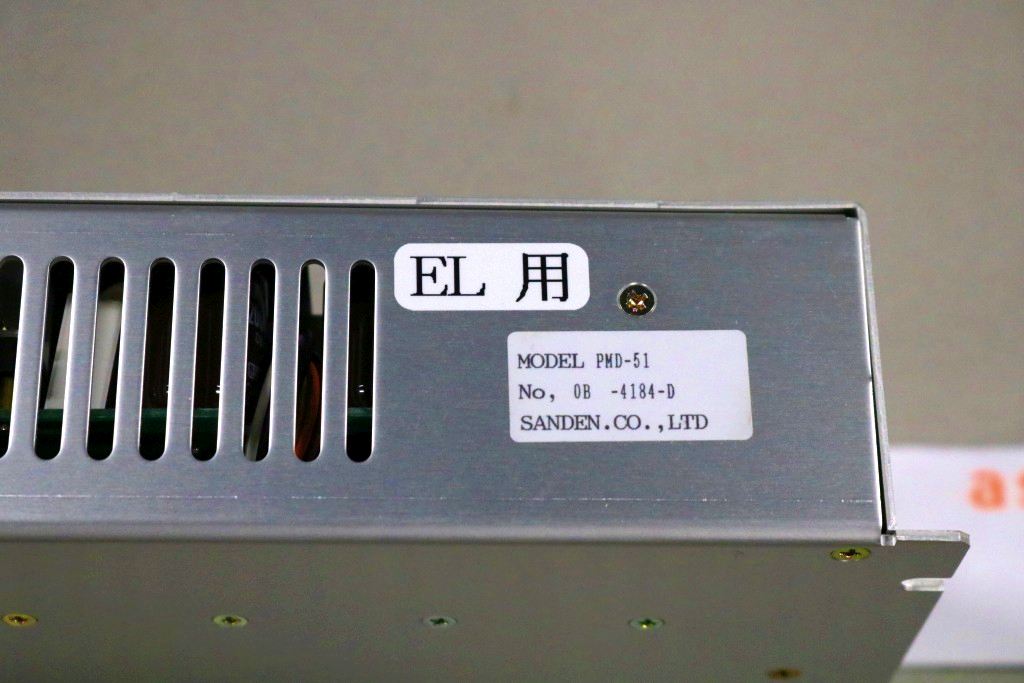 EL 用
MODEL PMD-51
No, 0B -4184-D
SANDEN.CO.,LTD